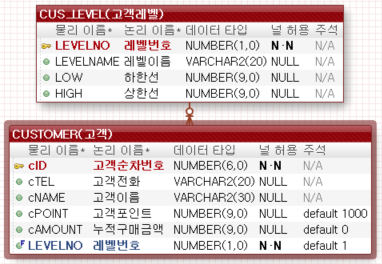 CUS_LEVEL(고객레벨)
물리 이름* 논리 이름* 데이터 타입 널 허용 주석
LEVELNO 레벨번호 NUMBER(1,0) N·N N/A
LEVELNAME 레벨이름 VARCHAR2(20) NULL N/A
LOW 하한선 NUMBER(9,0) NULL N/A
HIGH 상한선 NUMBER(9,0) NULL N/A
CUSTOMER(고객)
물리 이름* 논리 이름* 데이터 타입 널 허용 주석
cID 고객순차번호 NUMBER(6,0) N·N N/A
cTEL 고객전화 VARCHAR2(20) NULL N/A
cNAME 고객이름 VARCHAR2(30) NULL N/A
cPOINT 고객포인트 NUMBER(9,0) NULL default 1000
cAMOUNT 누적구매금액 NUMBER(9,0) NULL default 0
F LEVELNO 레벨번호 NUMBER(1,0) N·N default 1